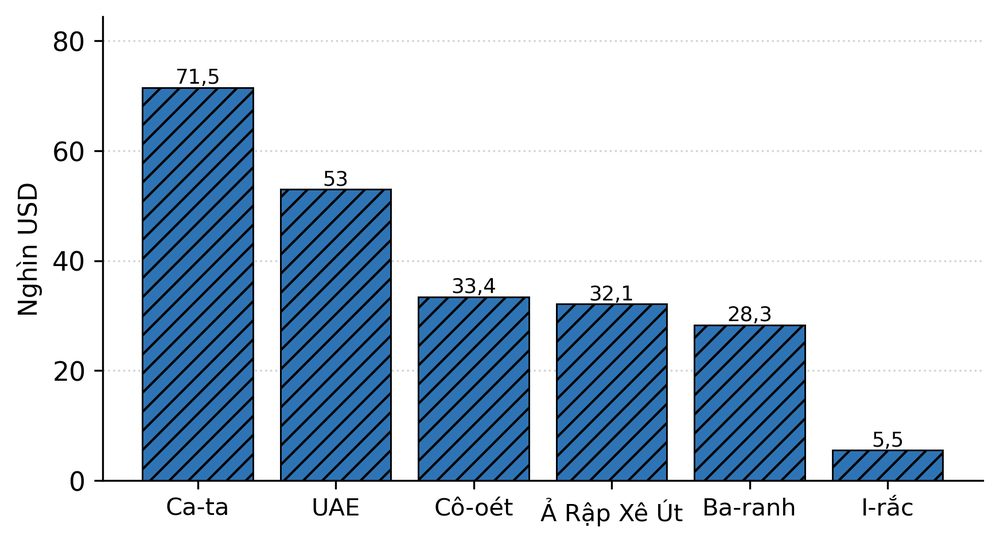 Nghìn USD
80
60
40
20
0
71,5
53
33,4
32,1
28,3
5,5
Ca-ta
UAE
Cô-oét
Ả Rập Xê Út
Ba-ranh
I-rắc